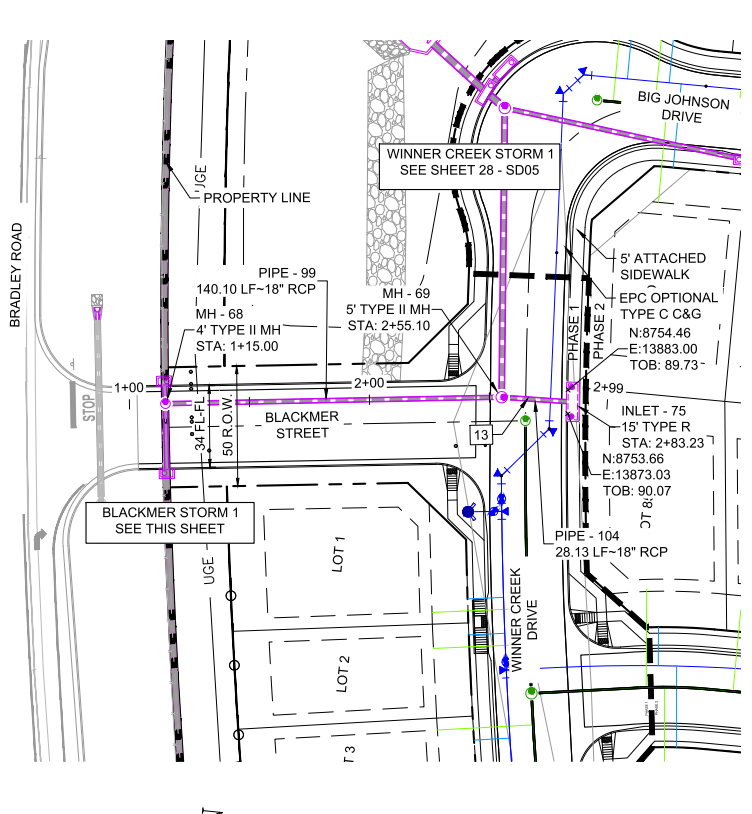 BIG JOHNSON
DRIVE
WINNER CREEK STORM 1
SEE SHEET 28 - SD05
UGE
PROPERTY LINE
BRADLEY ROAD
5' ATTACHED
SIDEWALK
PIPE - 99
140.10 LF~18" RCP
MH - 69
5' TYPE II MH
STA: 2+55.10
EPC OPTIONAL
TYPE C C&G
MH - 68
4' TYPE II MH
STA: 1+15.00
PHASE 1
PHASE 2
N:8754.46
E:13883.00
TOB: 89.73
1+00
2+00
2+99
STOP
34 FL-FL
50 R.O.W.
BLACKMER
STREET
13
INLET - 75
15' TYPE R
STA: 2+83.23
N:8753.66
E:13873.03
TOB: 90.07
BLACKMER STORM 1
SEE THIS SHEET
PIPE - 104
28.13 LF~18" RCP
UGE
LOT 1
WINNER CREEK
DRIVE
LOT 2